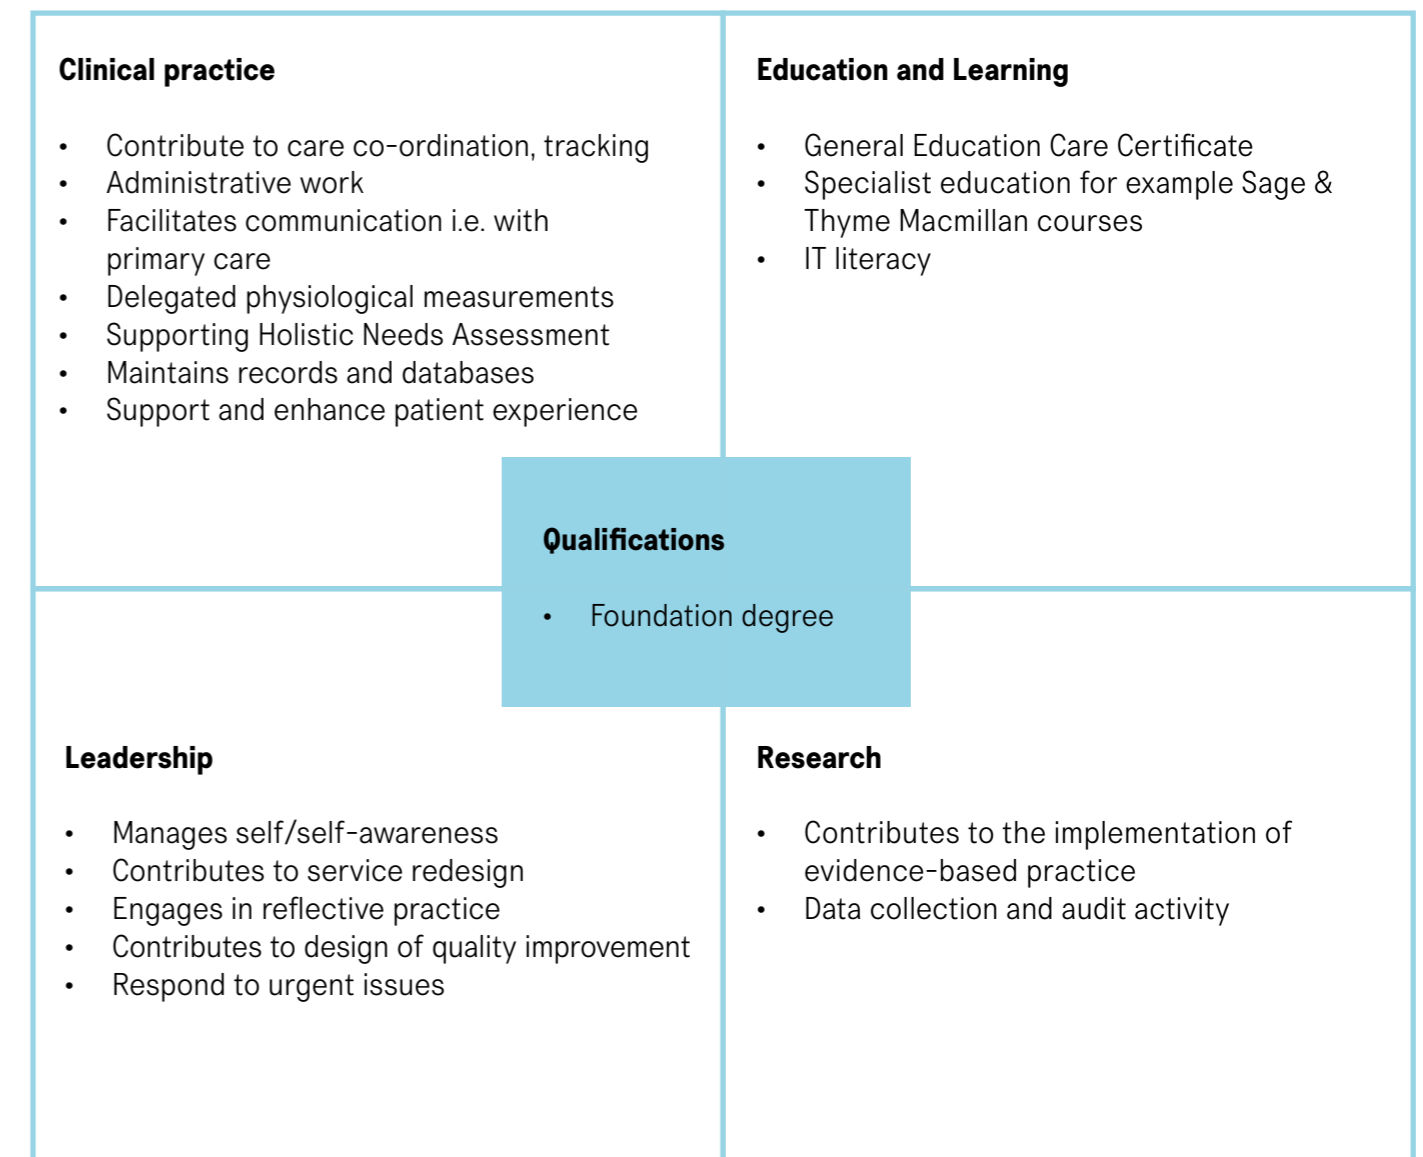 Clinical practice
• Contribute to care co-ordination, tracking
• Administrative work
• Facilitates communication i.e. with
primary care
• Delegated physiological measurements
• Supporting Holistic Needs Assessment
• Maintains records and databases
• Support and enhance patient experience
Education and Learning
• General Education Care Certificate
• Specialist education for example Sage &
Thyme Macmillan courses
• IT literacy
Qualifications
• Foundation degree
Leadership
• Manages self/self-awareness
• Contributes to service redesign
• Engages in reflective practice
• Contributes to design of quality improvement
• Respond to urgent issues
Research
• Contributes to the implementation of
evidence-based practice
• Data collection and audit activity